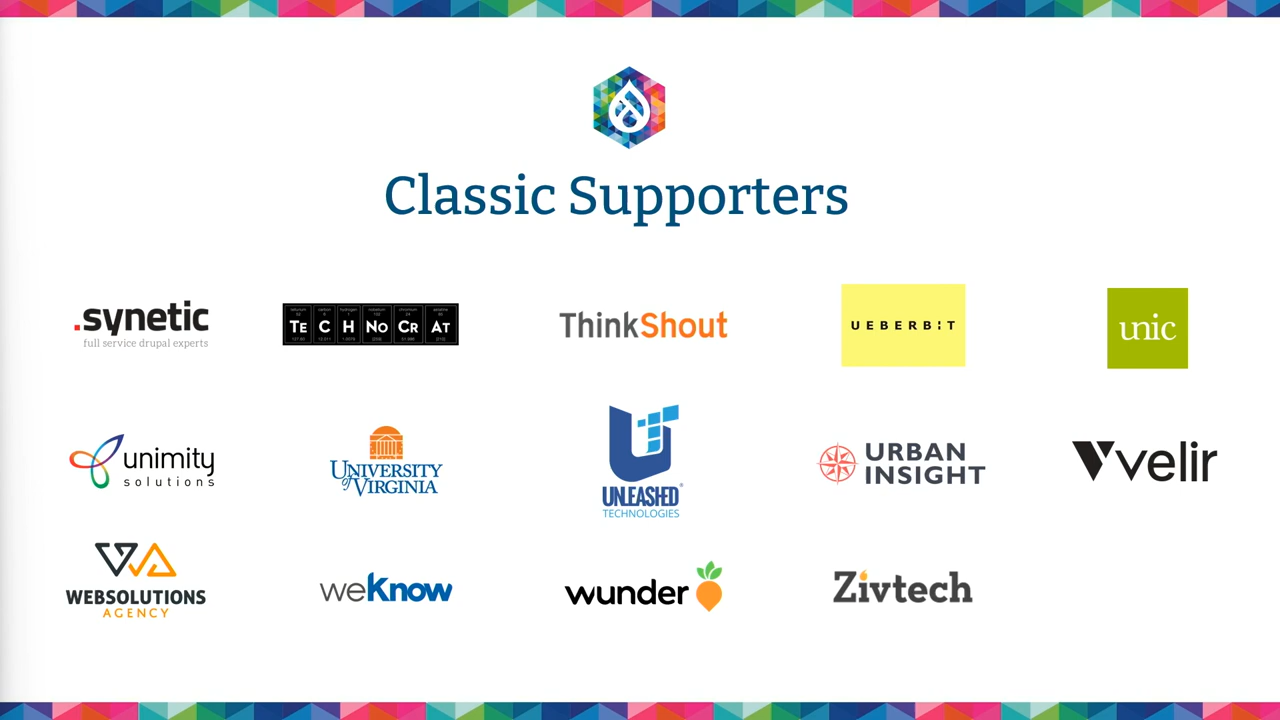 Classic Supporters
.synetic
full service drupal experts
TE C H NO CR AT
ThinkShout
UEBERBIT
unic
unimity
solutions
UNIVERSITY
of VIRGINIA
UNLEASHED®
TECHNOLOGIES
URBAN
INSIGHT
velir
WEBSOLUTIONS
AGENCY
weKnow
wunder
Zivtech